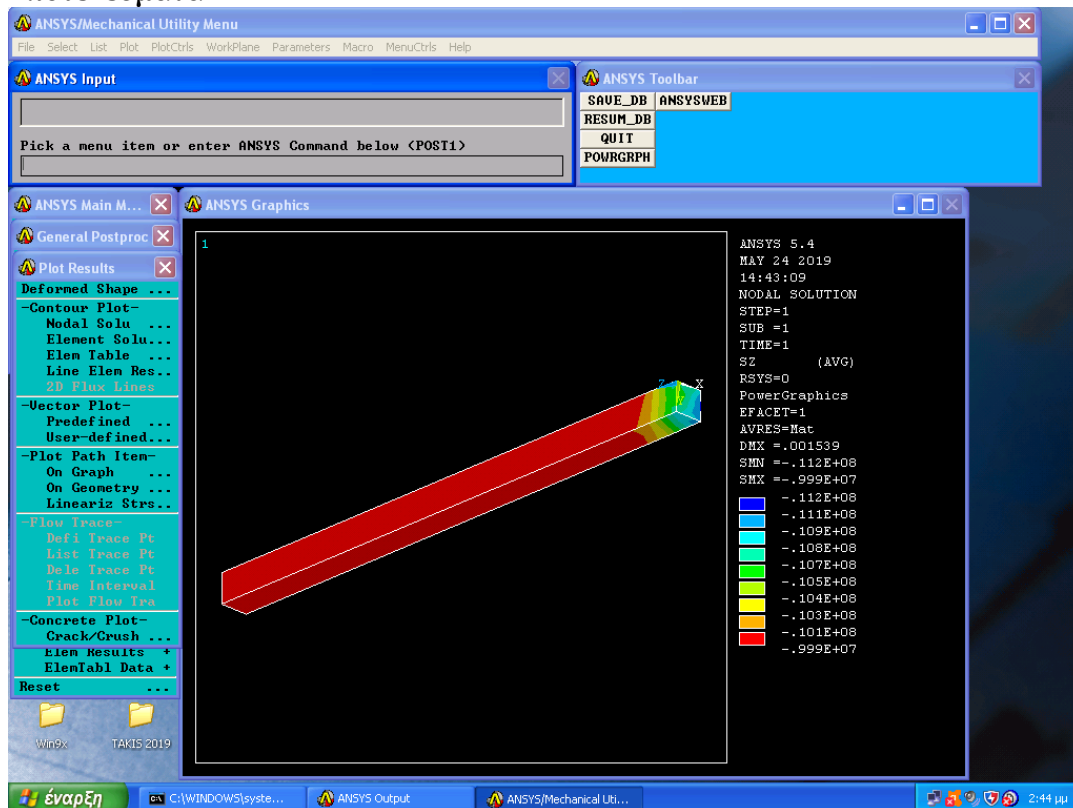 ANSYS/Mechanical Utility Menu
File Select List Plot PlotCtrls WorkPlane Parameters Macro MenuCtrls Help
ANSYS Input
Pick a menu item or enter ANSYS Command below (POST1)
ANSYS Toolbar
SAVE_DB ANSYSWEB
RESUM_DB
QUIT
POWRGRPH
ANSYS Main M...
General Postproc
Plot Results
Deformed Shape ...
-Contour Plot-
Nodal Solu ...
Element Solu...
Elem Table ...
Line Elem Res..
2D Flux Lines
-Vector Plot-
Predefined ...
User-defined...
-Plot Path Item-
On Graph ...
On Geometry ...
Lineariz Strs..
-Flow Trace-
Defi Trace Pt
List Trace Pt
Dele Trace Pt
Time Interval
Plot Flow Tra
-Concrete Plot-
Crack/Crush ...
Elem Results +
ElemTabl Data +
Reset ...
ANSYS Graphics
1
Z X
Y
ANSYS 5.4
MAY 24 2019
14:43:09
NODAL SOLUTION
STEP=1
SUB =1
TIME=1
SZ (AVG)
RSYS=0
PowerGraphics
EFACET=1
AVRES=Mat
DMX =.001539
SMN =-.112E+08
SMX =-.999E+07
-.112E+08
-.111E+08
-.109E+08
-.108E+08
-.107E+08
-.105E+08
-.104E+08
-.103E+08
-.101E+08
-.999E+07
Win9x
TAKIS 2019
έναρξη
C:\WINDOWS\syste...
ANSYS Output
ANSYS/Mechanical Uti...
2:44 μμ